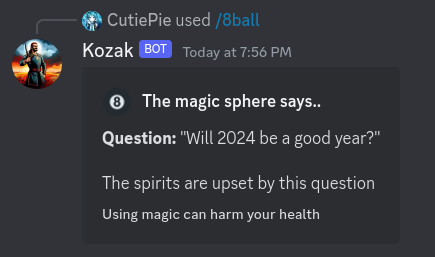 CutiePie used /8ball
Kozak BOT Today at 7:56 PM
8 The magic sphere says..
Question: "Will 2024 be a good year?"
The spirits are upset by this question
Using magic can harm your health